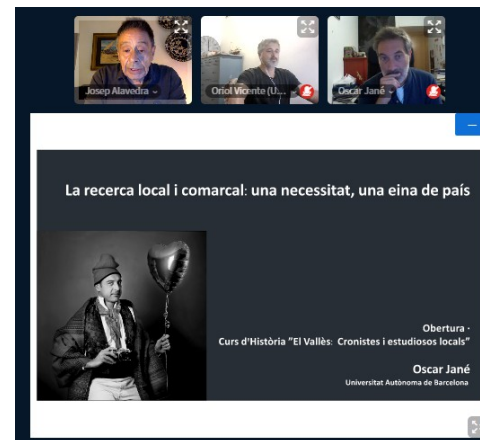 Josep Alavedra
Oriol Vicente (U...
Oscar Jané
La recerca local i comarcal: una necessitat, una eina de país
Obertura ·
Curs d'Història "El Vallès: Cronistes i estudiosos locals"
Oscar Jané
Universitat Autònoma de Barcelona